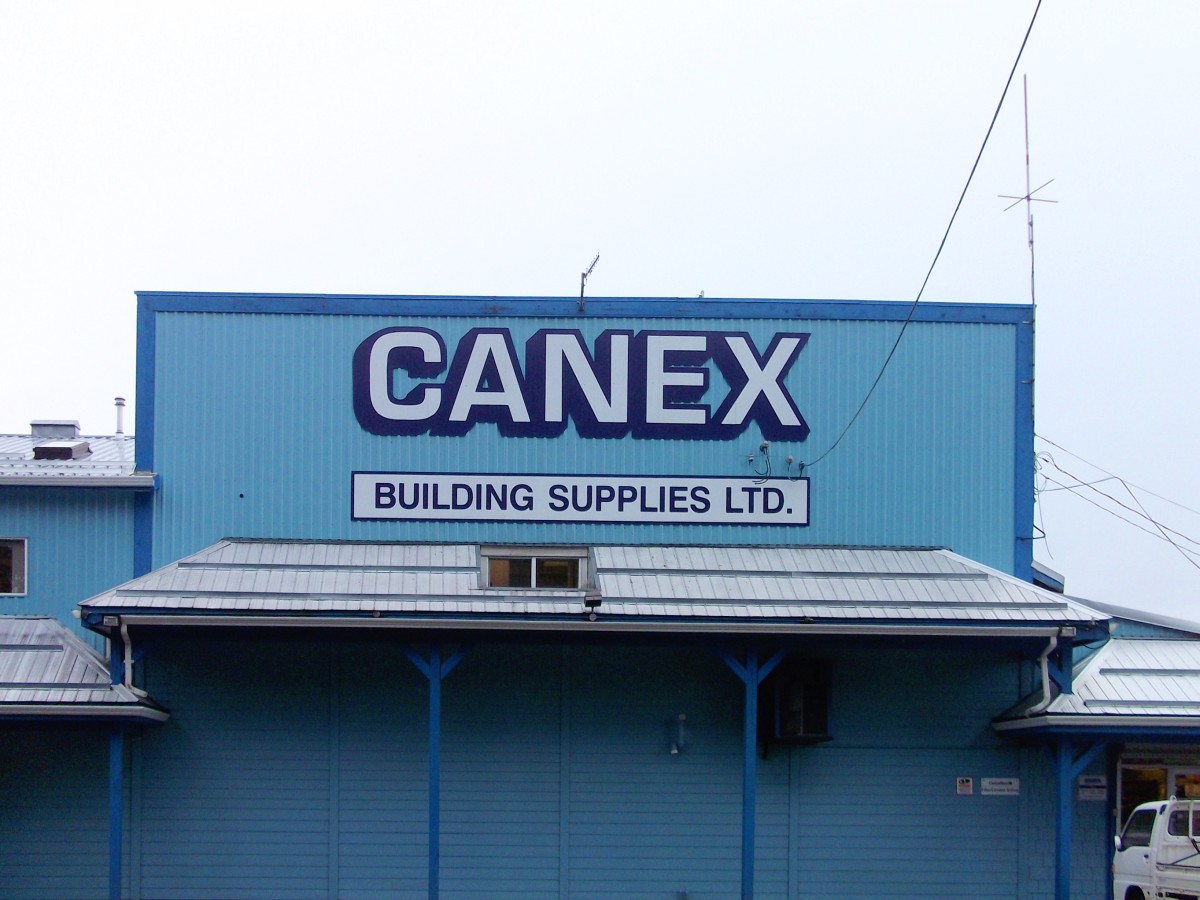 CANEX
BUILDING SUPPLIES LTD.